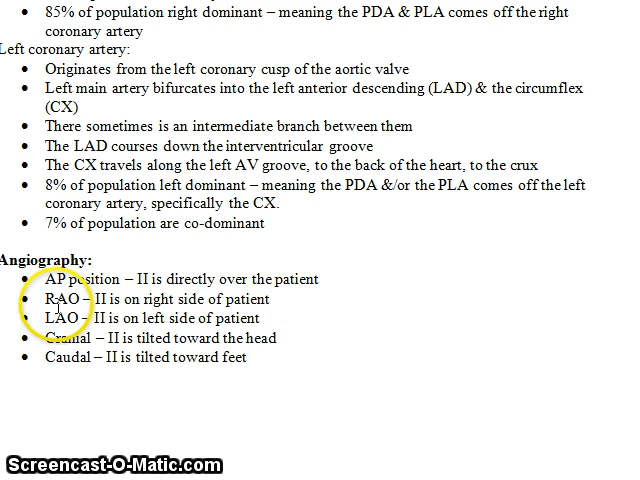 85% of population right dominant – meaning the PDA & PLA comes off the right
coronary artery
Left coronary artery:
Originates from the left coronary cusp of the aortic valve
Left main artery bifurcates into the left anterior descending (LAD) & the circumflex
(CX)
There sometimes is an intermediate branch between them
The LAD courses down the interventricular groove
The CX travels along the left AV groove, to the back of the heart, to the crux
8% of population left dominant – meaning the PDA &/or the PLA comes off the left
coronary artery, specifically the CX.
7% of population are co-dominant
Angiography:
AP position – II is directly over the patient
RAO – II is on right side of patient
LAO – II is on left side of patient
Cranial – II is tilted toward the head
Caudal – II is tilted toward feet
Screencast-O-Matic.com